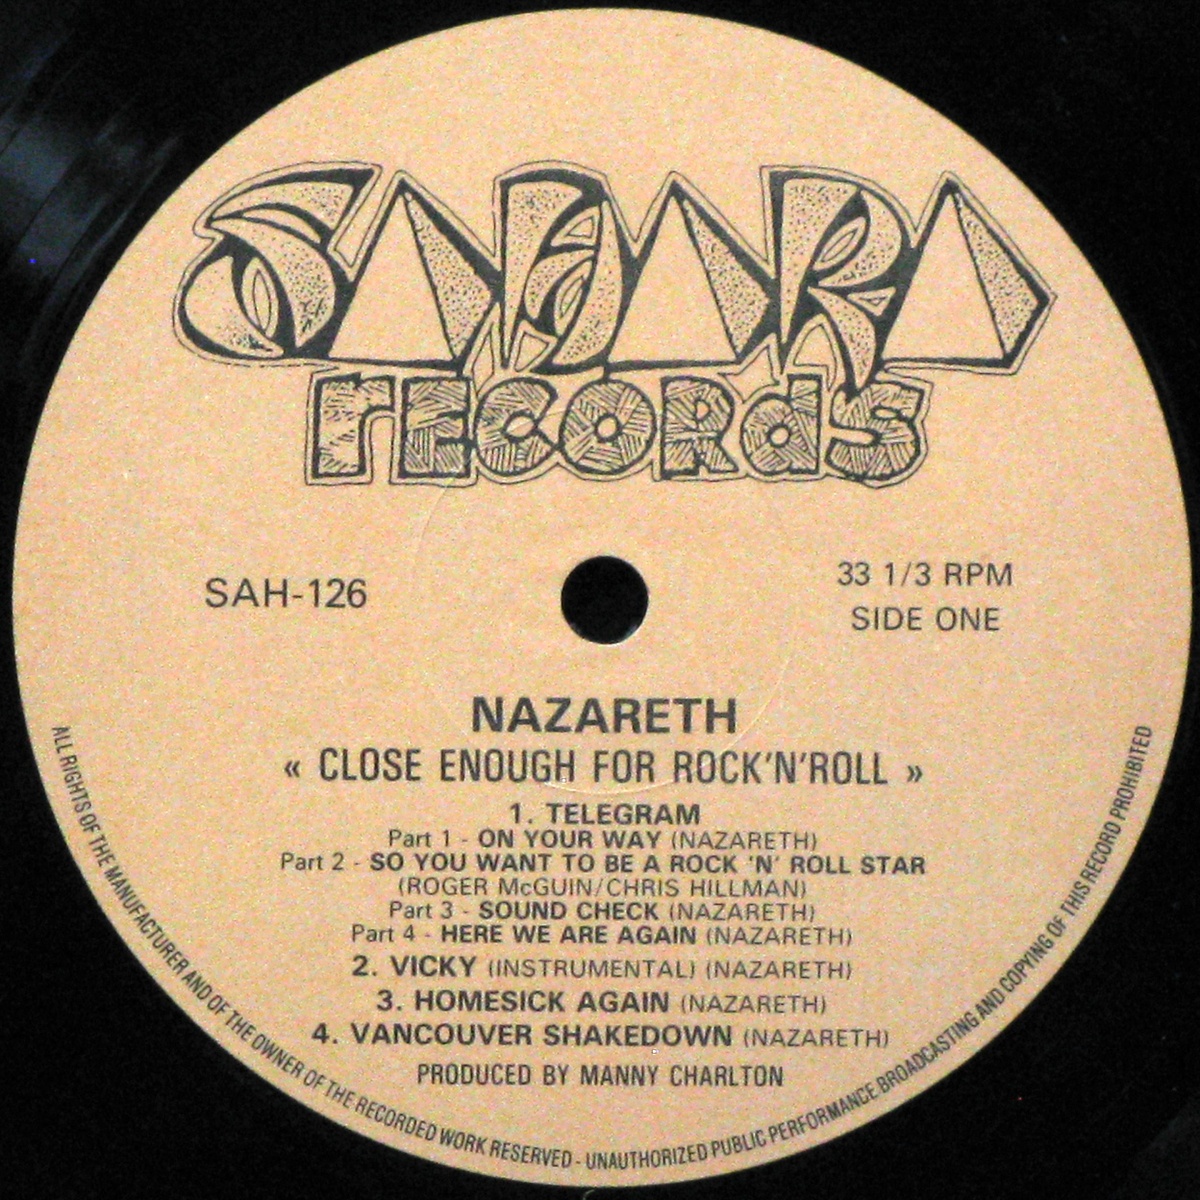 SAHARA
records
SAH-126
33 1/3 RPM
SIDE ONE
NAZARETH
« CLOSE ENOUGH FOR ROCK'N'ROLL »
1. TELEGRAM
Part 1 - ON YOUR WAY (NAZARETH)
Part 2 - SO YOU WANT TO BE A ROCK 'N' ROLL STAR
(ROGER McGUIN/CHRIS HILLMAN)
Part 3 - SOUND CHECK (NAZARETH)
Part 4 - HERE WE ARE AGAIN (NAZARETH)
2. VICKY (INSTRUMENTAL) (NAZARETH)
3. HOMESICK AGAIN (NAZARETH)
4. VANCOUVER SHAKEDOWN (NAZARETH)
PRODUCED BY MANNY CHARLTON
ALL RIGHTS OF THE MANUFACTURER AND OF THE OWNER OF THE RECORDED WORK RESERVED - UNAUTHORIZED PUBLIC PERFORMANCE BROADCASTING AND COPYING OF THIS RECORD PROHIBITED